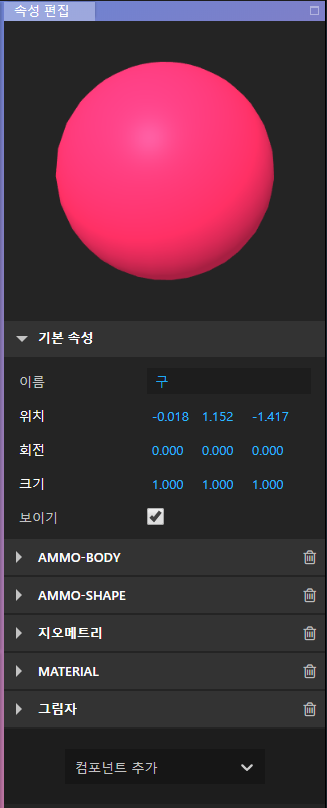 속성 편집
기본 속성
이름 구
위치 -0.018 1.152 -1.417
회전 0.000 0.000 0.000
크기 1.000 1.000 1.000
보이기
AMMO-BODY
AMMO-SHAPE
지오메트리
MATERIAL
그림자
컴포넌트 추가